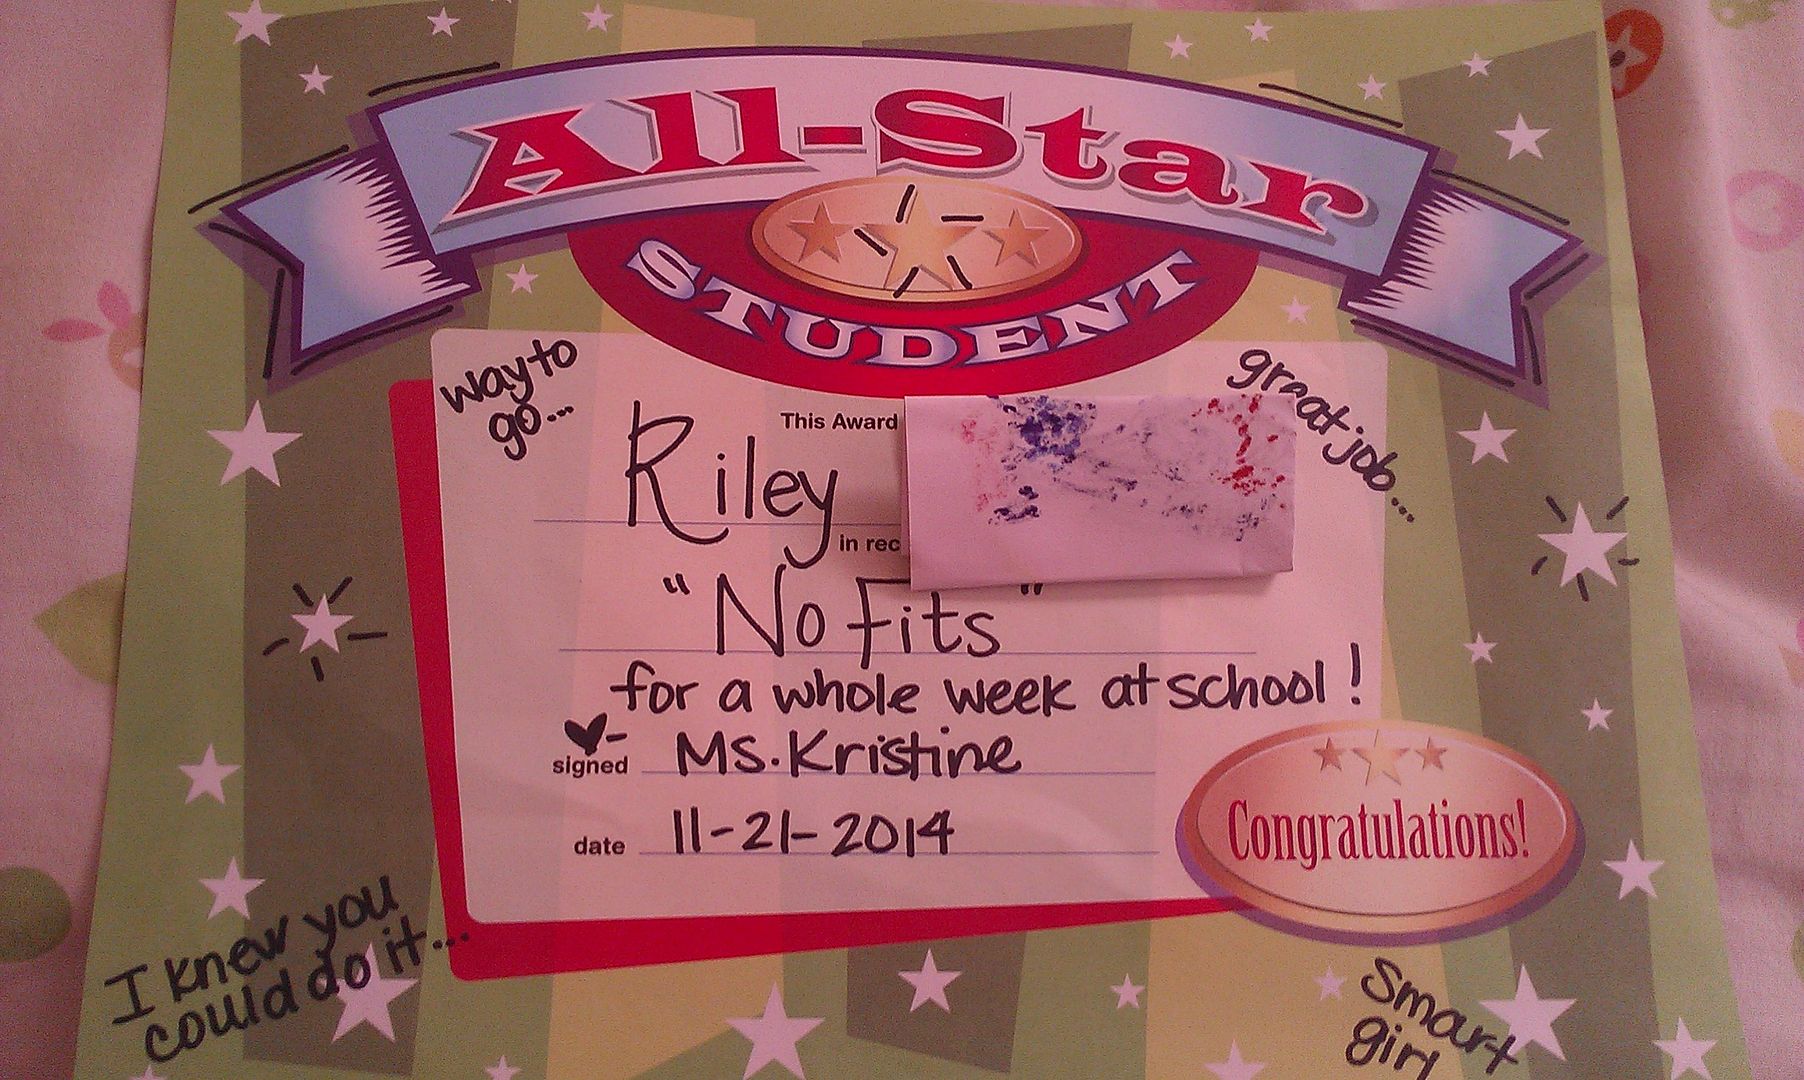 All-Star
STUDENT
way to
go...
great job...
This Award
Riley
in rec
"No Fits"
for a whole week at school!
signed Ms. Kristine
date 11-21-2014
Congratulations!
I knew you
could do it...
Smart
girl